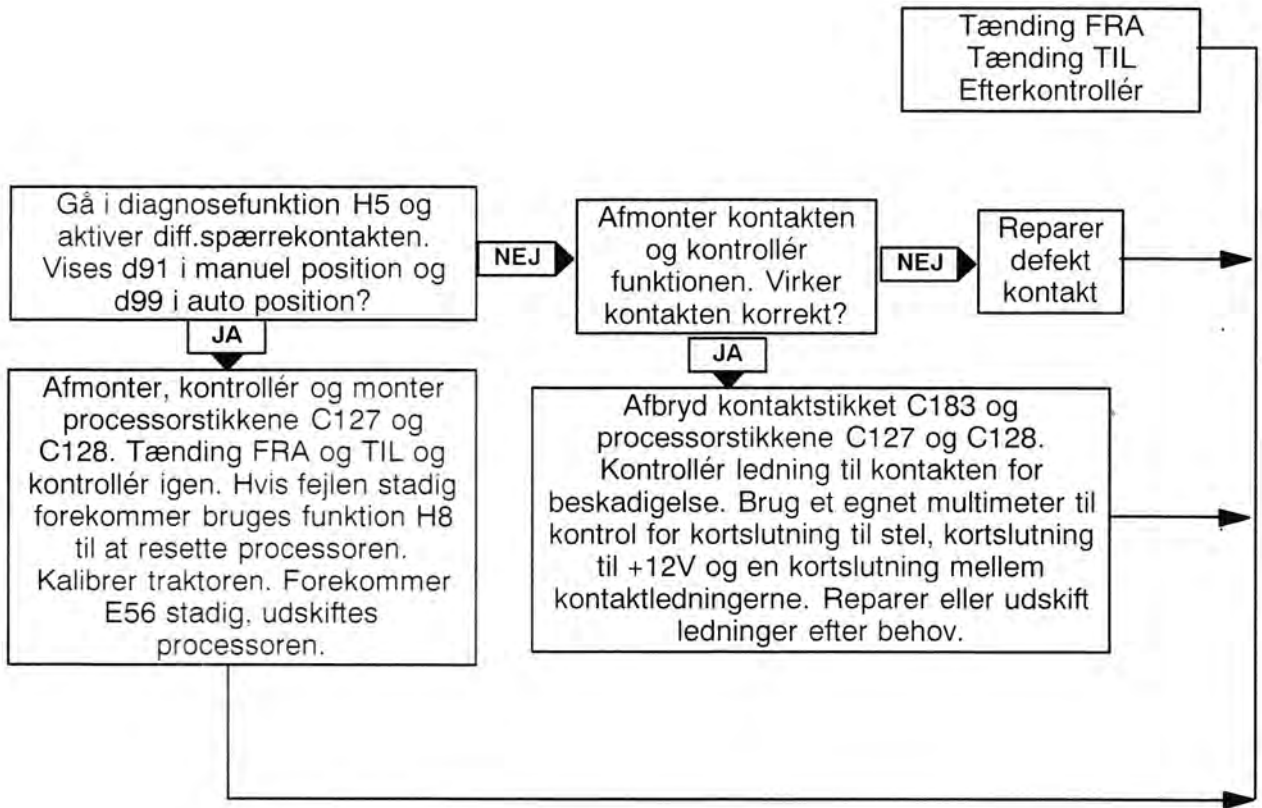 Tænding FRA
Tænding TIL
Efterkontrollér
Gå i diagnosefunktion H5 og
aktiver diff.spærrekontakten.
Vises d91 i manuel position og
d99 i auto position?
NEJ
Afmonter kontakten
og kontrollér
funktionen. Virker
kontakten korrekt?
NEJ
Reparer
defekt
kontakt
JA
JA
Afmonter, kontrollér og monter
processorstikkene C127 og
C128. Tænding FRA og TIL og
kontrollér igen. Hvis fejlen stadig
forekommer bruges funktion H8
til at resette processoren.
Kalibrer traktoren. Forekommer
E56 stadig, udskiftes
processoren.
Afbryd kontaktstikket C183 og
processorstikkene C127 og C128.
Kontrollér ledning til kontakten for
beskadigelse. Brug et egnet multimeter til
kontrol for kortslutning til stel, kortslutning
til +12V og en kortslutning mellem
kontaktledningerne. Reparer eller udskift
ledninger efter behov.